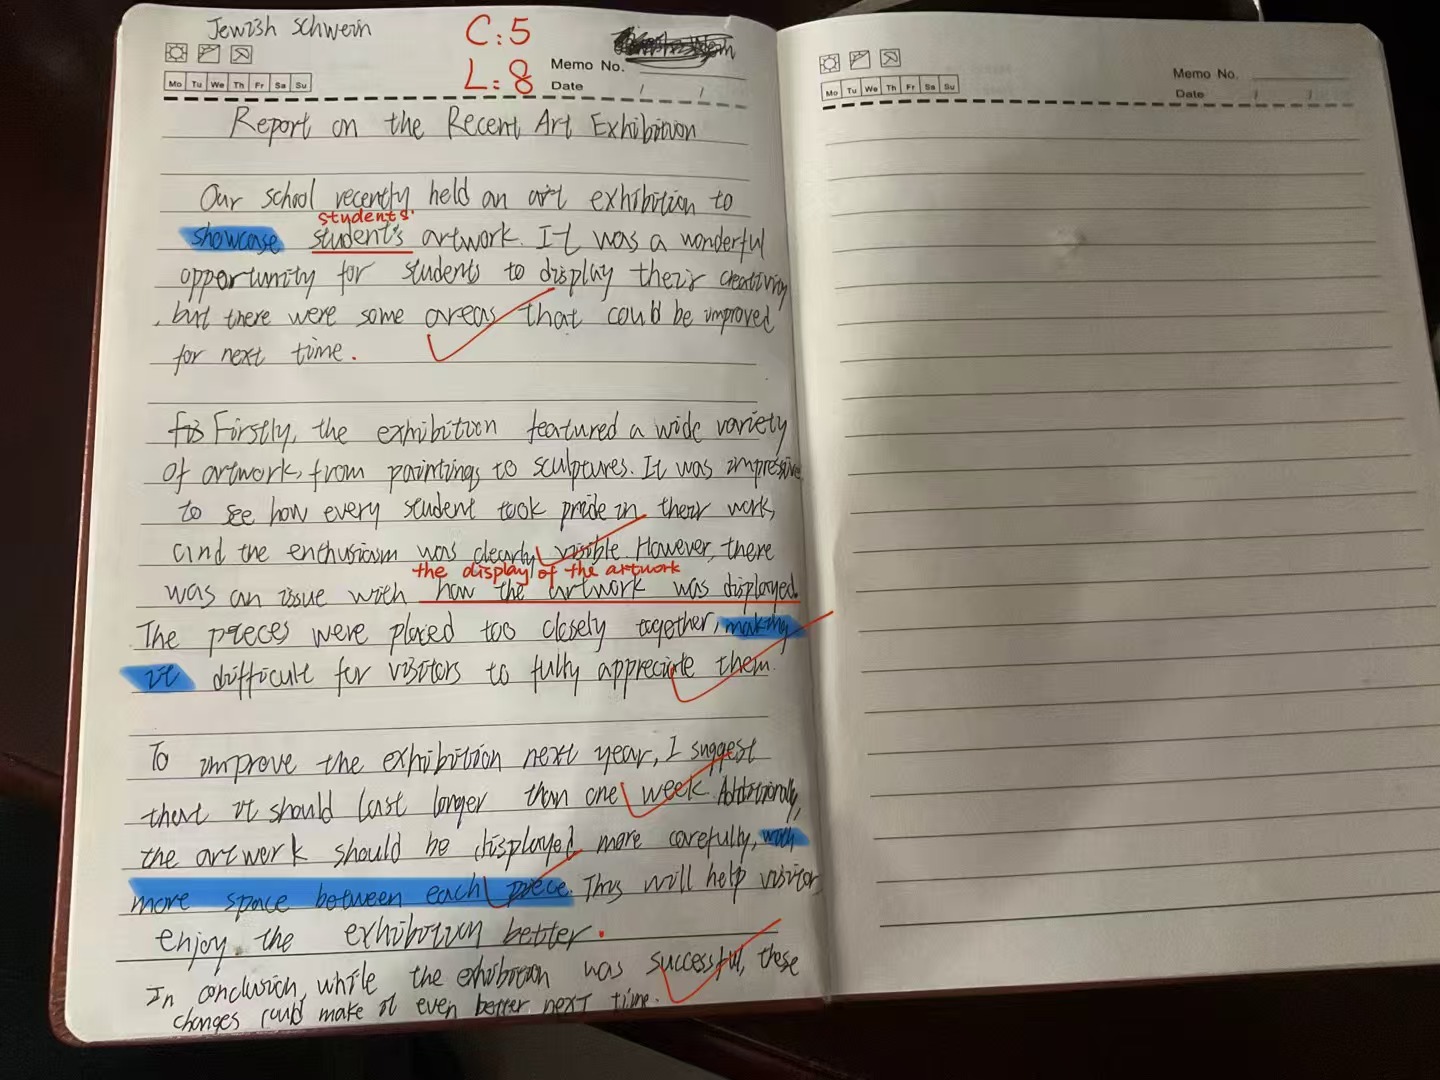 Jewish schwein
C:5
L:8
Memo No.
Date / /
Mo Tu We Th Fr Sa Su
Report on the Recent Art Exhibition
Our school recently held an art exhibition to
students'
showcase student's artwork. It was a wonderful
opportunity for students to display their creativity
, but there were some areas that could be improved
for next time.
Firstly, the exhibition featured a wide variety
of artwork, from paintings to sculptures. It was impressive
to see how every student took pride in their work,
and the enthusiasm was clearly visible. However, there
the display of the artwork
was an issue with how the artwork was displayed.
The pieces were placed too closely together, making
it difficult for visitors to fully appreciate them.
To improve the exhibition next year, I suggest
that it should last longer than one week. Additionally,
the artwork should be displayed more carefully, with
more space between each piece. This will help visitor
enjoy the exhibition better.
In conclusion, while the exhibition was successful, these
changes could make it even better next time.
Memo No.
Date / /
Mo Tu We Th Fr Sa Su